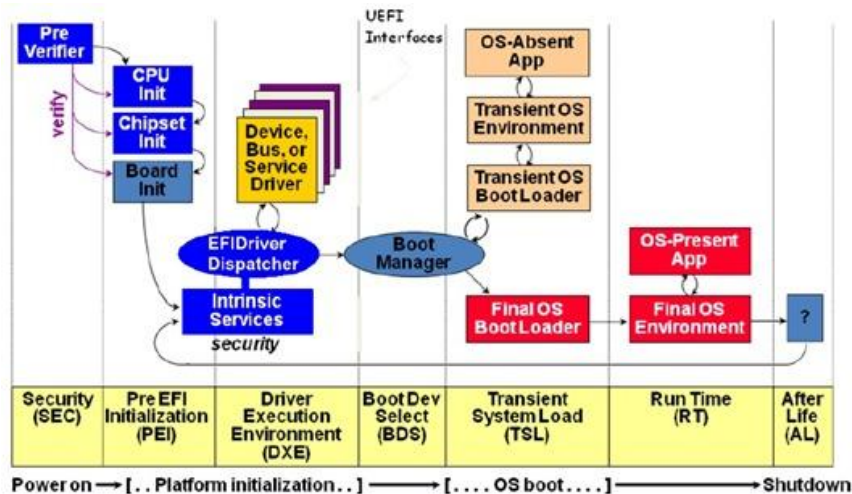 UEFI
Interfaces
Pre
Verifier
verify
CPU
Init
Chipset
Init
Board
Init
Device,
Bus, or
Service
Driver
EFIDriver
Dispatcher
Intrinsic
Services
security
Boot
Manager
OS-Absent
App
Transient OS
Environment
Transient OS
Boot Loader
Final OS
Boot Loader
OS-Present
App
Final OS
Environment
?
Security
(SEC)
Pre EFI
Initialization
(PEI)
Driver
Execution
Environment
(DXE)
Boot Dev
Select
(BDS)
Transient
System Load
(TSL)
Run Time
(RT)
After
Life
(AL)
Power on [ . . Platform initialization . . ] [ . . . . OS boot . . . . ] Shutdown